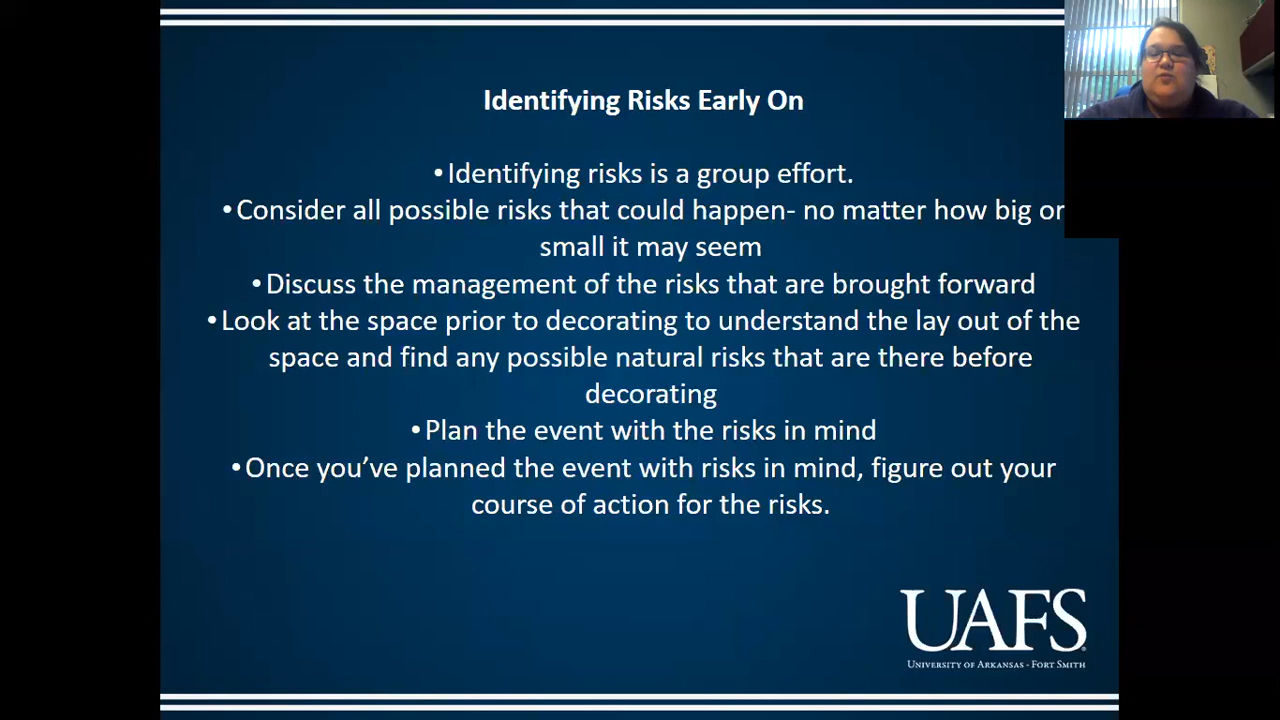 Identifying Risks Early On
•Identifying risks is a group effort.
•Consider all possible risks that could happen- no matter how big or
small it may seem
•Discuss the management of the risks that are brought forward
•Look at the space prior to decorating to understand the lay out of the
space and find any possible natural risks that are there before
decorating
•Plan the event with the risks in mind
•Once you’ve planned the event with risks in mind, figure out your
course of action for the risks.
UAFS
UNIVERSITY OF ARKANSAS - FORT SMITH